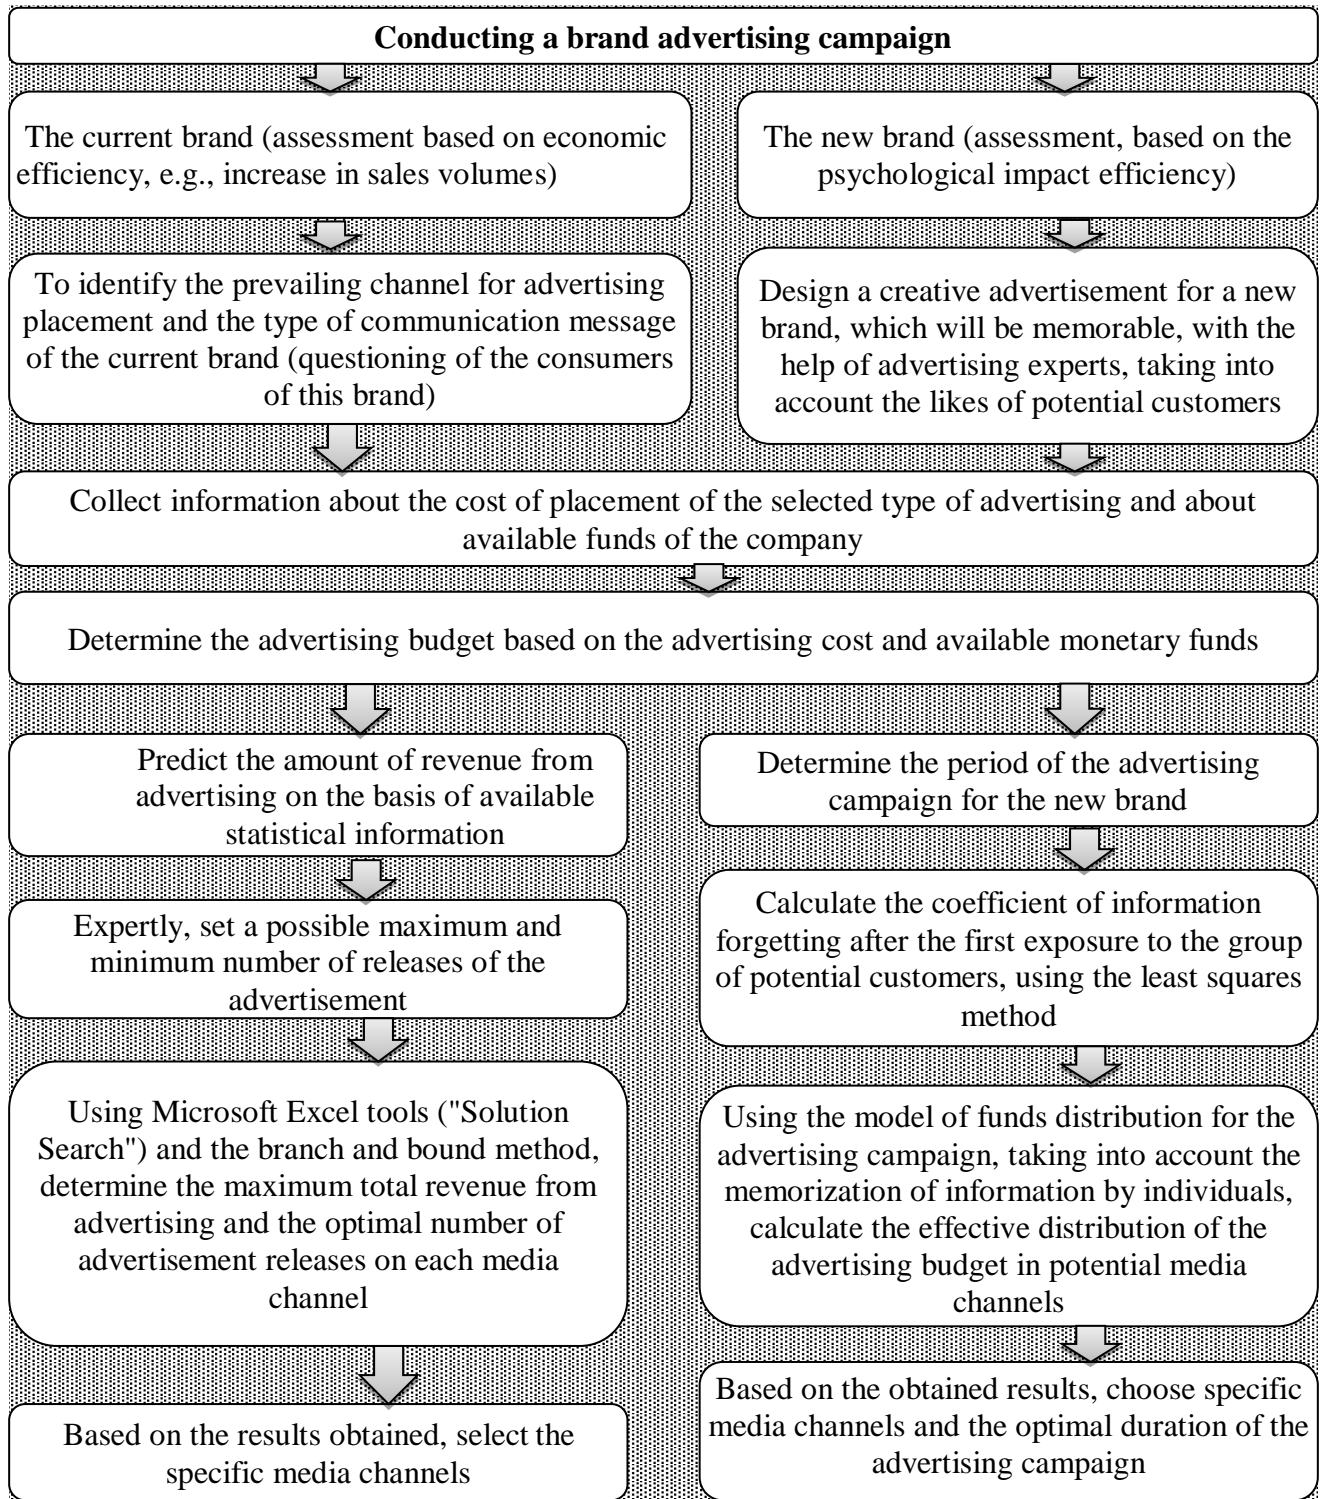 Conducting a brand advertising campaign
The current brand (assessment based on economic
efficiency, e.g., increase in sales volumes)
The new brand (assessment, based on the
psychological impact efficiency)
To identify the prevailing channel for advertising
placement and the type of communication message
of the current brand (questioning of the consumers
of this brand)
Design a creative advertisement for a new
brand, which will be memorable, with the
help of advertising experts, taking into
account the likes of potential customers
Collect information about the cost of placement of the selected type of advertising and about
available funds of the company
Determine the advertising budget based on the advertising cost and available monetary funds
Predict the amount of revenue from
advertising on the basis of available
statistical information
Determine the period of the advertising
campaign for the new brand
Expertly, set a possible maximum and
minimum number of releases of the
advertisement
Calculate the coefficient of information
forgetting after the first exposure to the group
of potential customers, using the least squares
method
Using Microsoft Excel tools ("Solution
Search") and the branch and bound method,
determine the maximum total revenue from
advertising and the optimal number of
advertisement releases on each media
channel
Using the model of funds distribution for the
advertising campaign, taking into account the
memorization of information by individuals,
calculate the effective distribution of the
advertising budget in potential media
channels
Based on the results obtained, select the
specific media channels
Based on the obtained results, choose specific
media channels and the optimal duration of the
advertising campaign